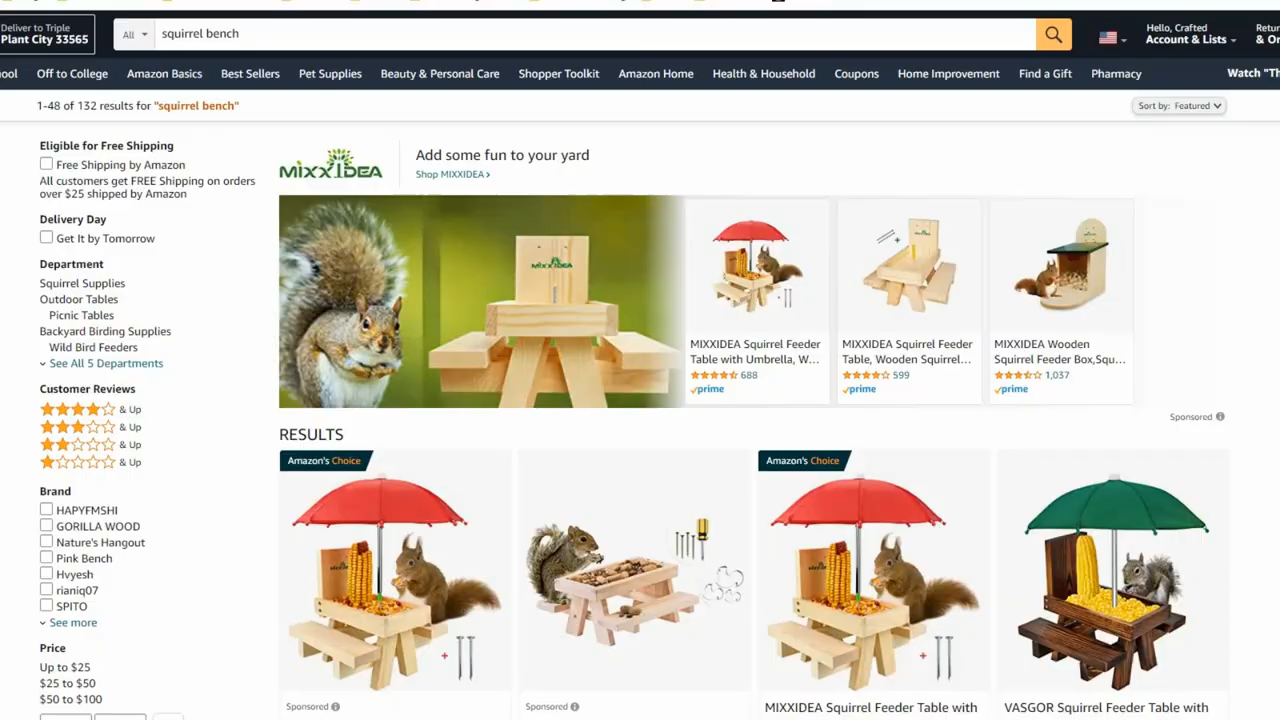 Deliver to Triple
Plant City 33565
All
squirrel bench
Hello, Crafted
Account & Lists
& Or
Off to College
Amazon Basics
Best Sellers
Pet Supplies
Beauty & Personal Care
Shopper Toolkit
Amazon Home
Health & Household
Coupons
Home Improvement
Find a Gift
Pharmacy
Watch "Th
1-48 of 132 results for "squirrel bench"
Sort by: Featured
Eligible for Free Shipping
Free Shipping by Amazon
All customers get FREE Shipping on orders
over $25 shipped by Amazon
Delivery Day
Get It by Tomorrow
Department
Squirrel Supplies
Outdoor Tables
Picnic Tables
Backyard Birding Supplies
Wild Bird Feeders
See All 5 Departments
Customer Reviews
& Up
& Up
& Up
& Up
Brand
HAPYFMSHI
GORILLA WOOD
Nature's Hangout
Pink Bench
Hvyesh
rianiq07
SPITO
See more
Price
Up to $25
$25 to $50
$50 to $100
MIXXIDEA
Add some fun to your yard
Shop MIXXIDEA
MIXXIDEA
MIXXIDEA Squirrel Feeder
Table with Umbrella, W...
688
prime
MIXXIDEA Squirrel Feeder
Table, Wooden Squirrel...
599
prime
MIXXIDEA Wooden
Squirrel Feeder Box,Squ...
1,037
prime
Sponsored
RESULTS
Amazon's Choice
Amazon's Choice
Sponsored
Sponsored
MIXXIDEA Squirrel Feeder Table with
VASGOR Squirrel Feeder Table with